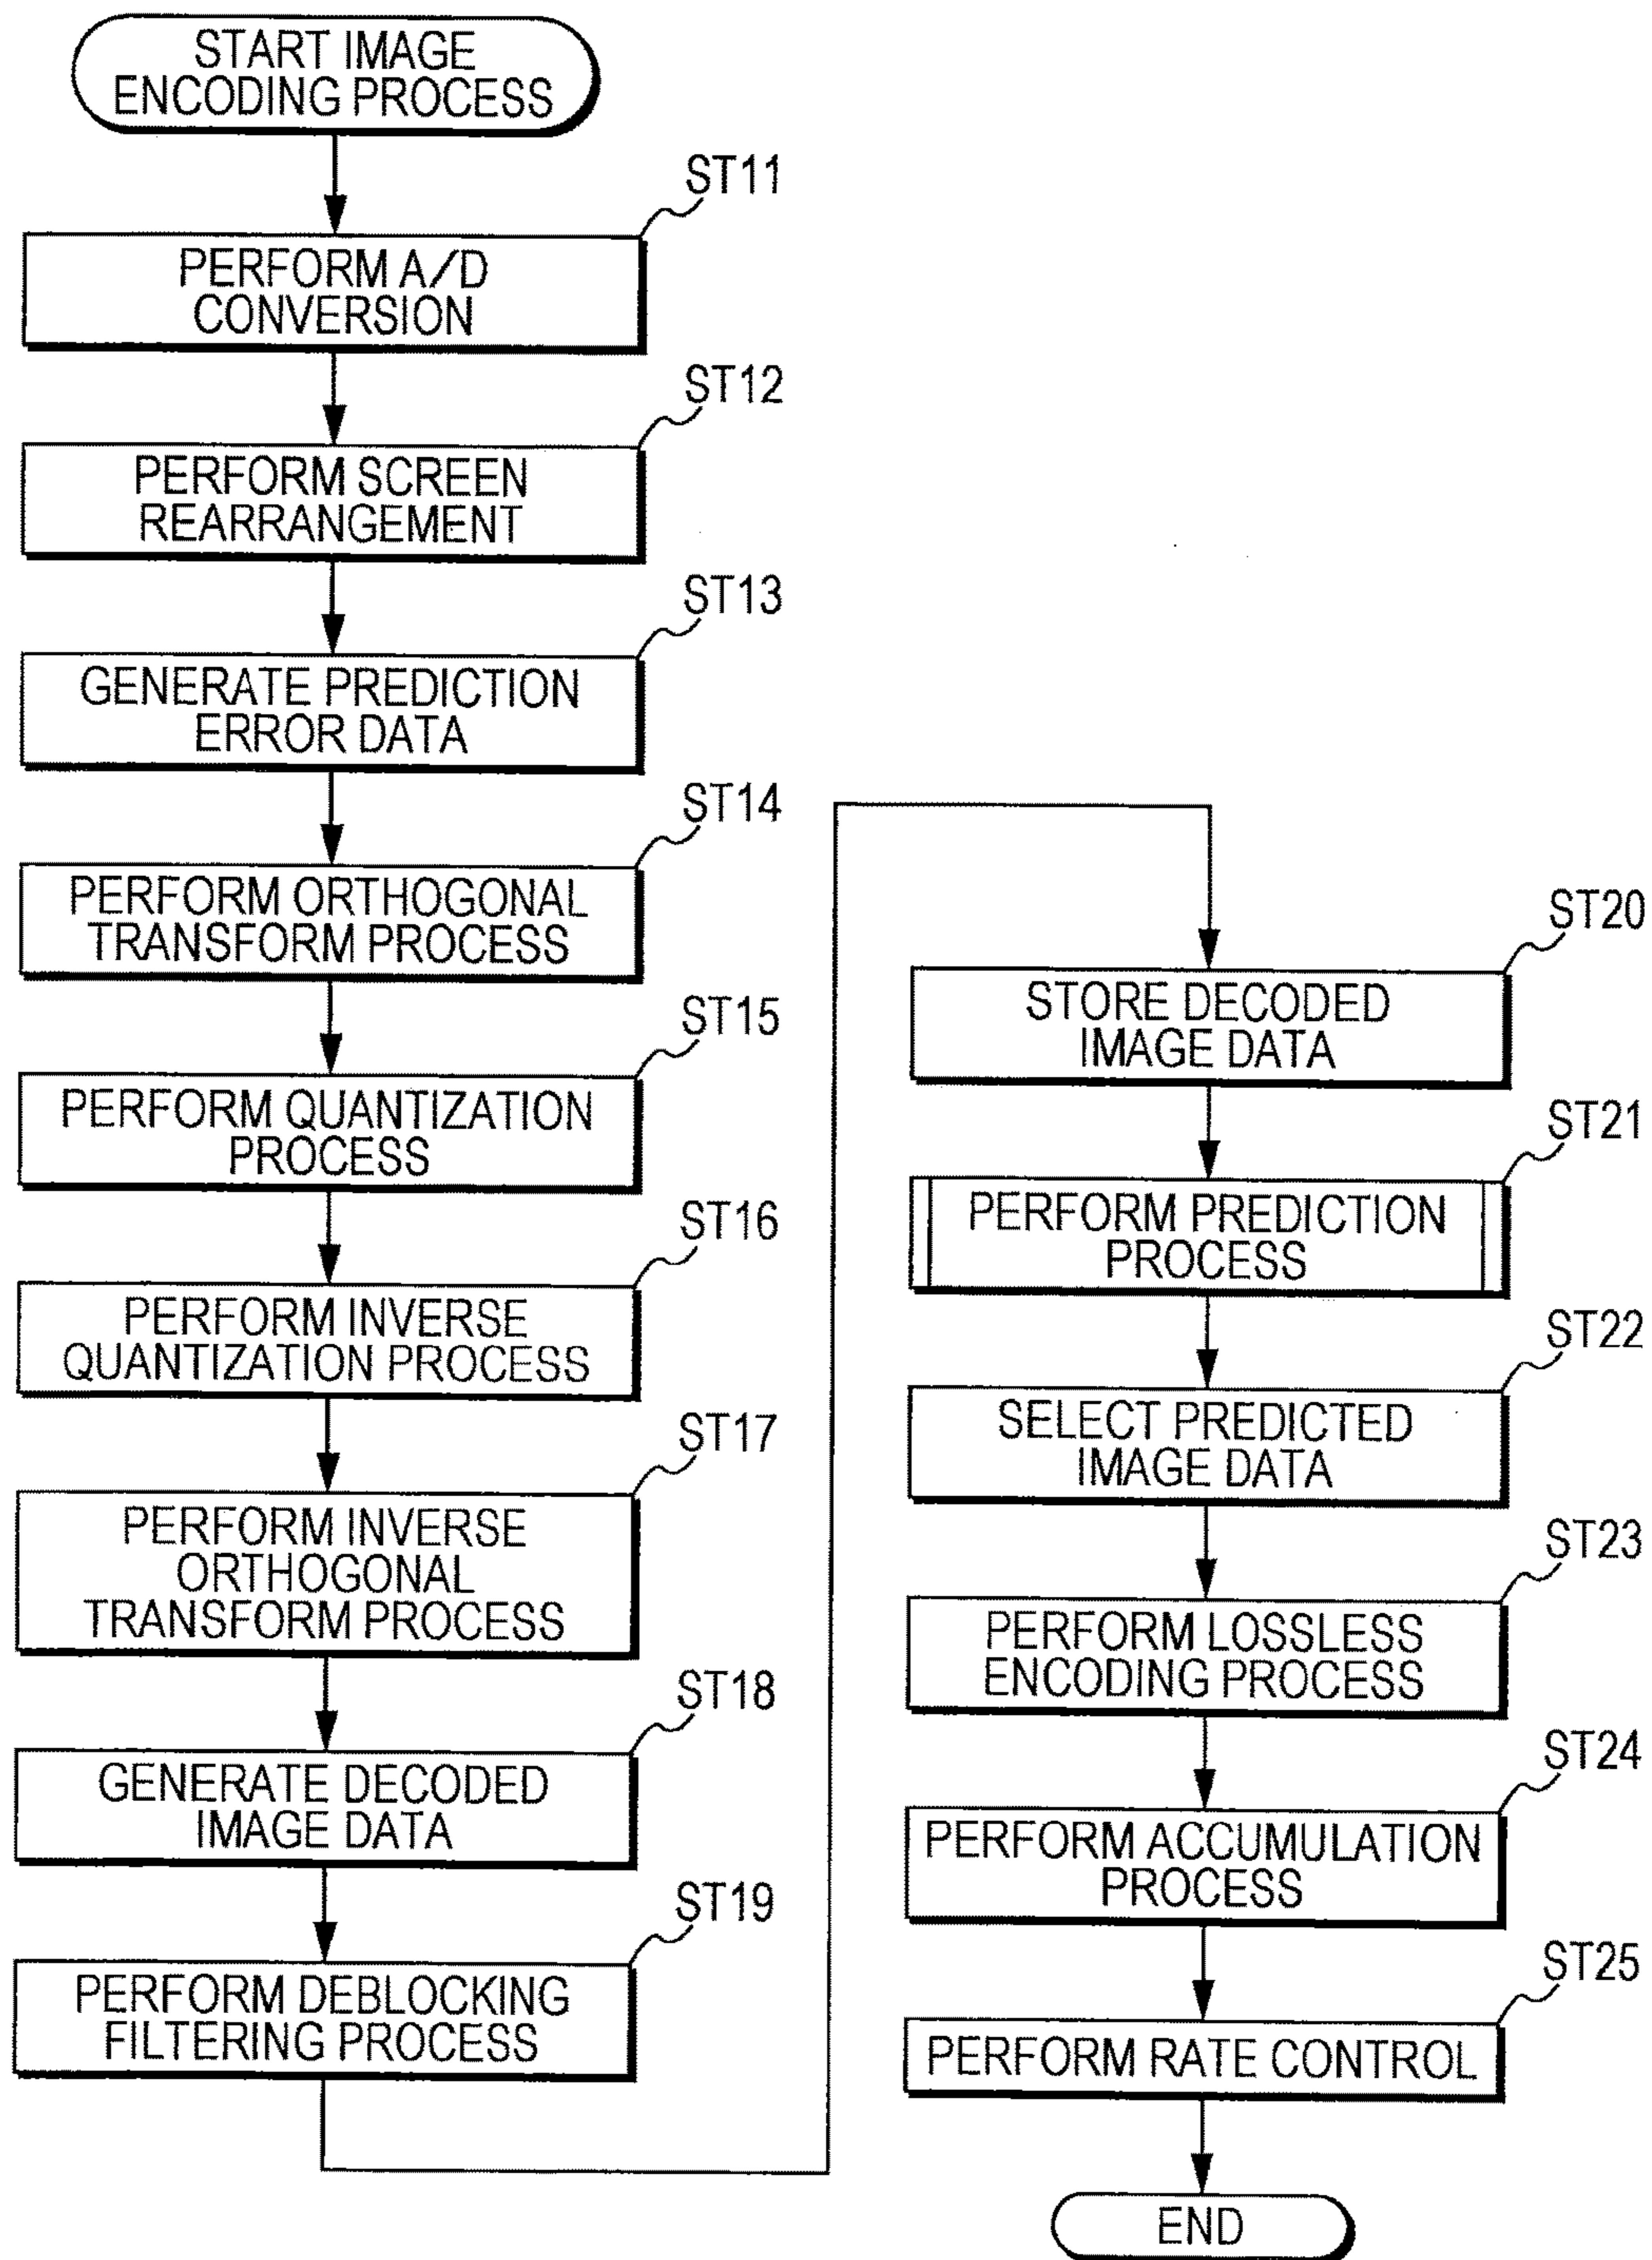 START IMAGE
ENCODING PROCESS
ST11
PERFORM A/D
CONVERSION
ST12
PERFORM SCREEN
REARRANGEMENT
ST13
GENERATE PREDICTION
ERROR DATA
ST14
PERFORM ORTHOGONAL
TRANSFORM PROCESS
ST15
PERFORM QUANTIZATION
PROCESS
ST16
PERFORM INVERSE
QUANTIZATION PROCESS
ST17
PERFORM INVERSE
ORTHOGONAL
TRANSFORM PROCESS
ST18
GENERATE DECODED
IMAGE DATA
ST19
PERFORM DEBLOCKING
FILTERING PROCESS
ST20
STORE DECODED
IMAGE DATA
ST21
PERFORM PREDICTION
PROCESS
ST22
SELECT PREDICTED
IMAGE DATA
ST23
PERFORM LOSSLESS
ENCODING PROCESS
ST24
PERFORM ACCUMULATION
PROCESS
ST25
PERFORM RATE CONTROL
END